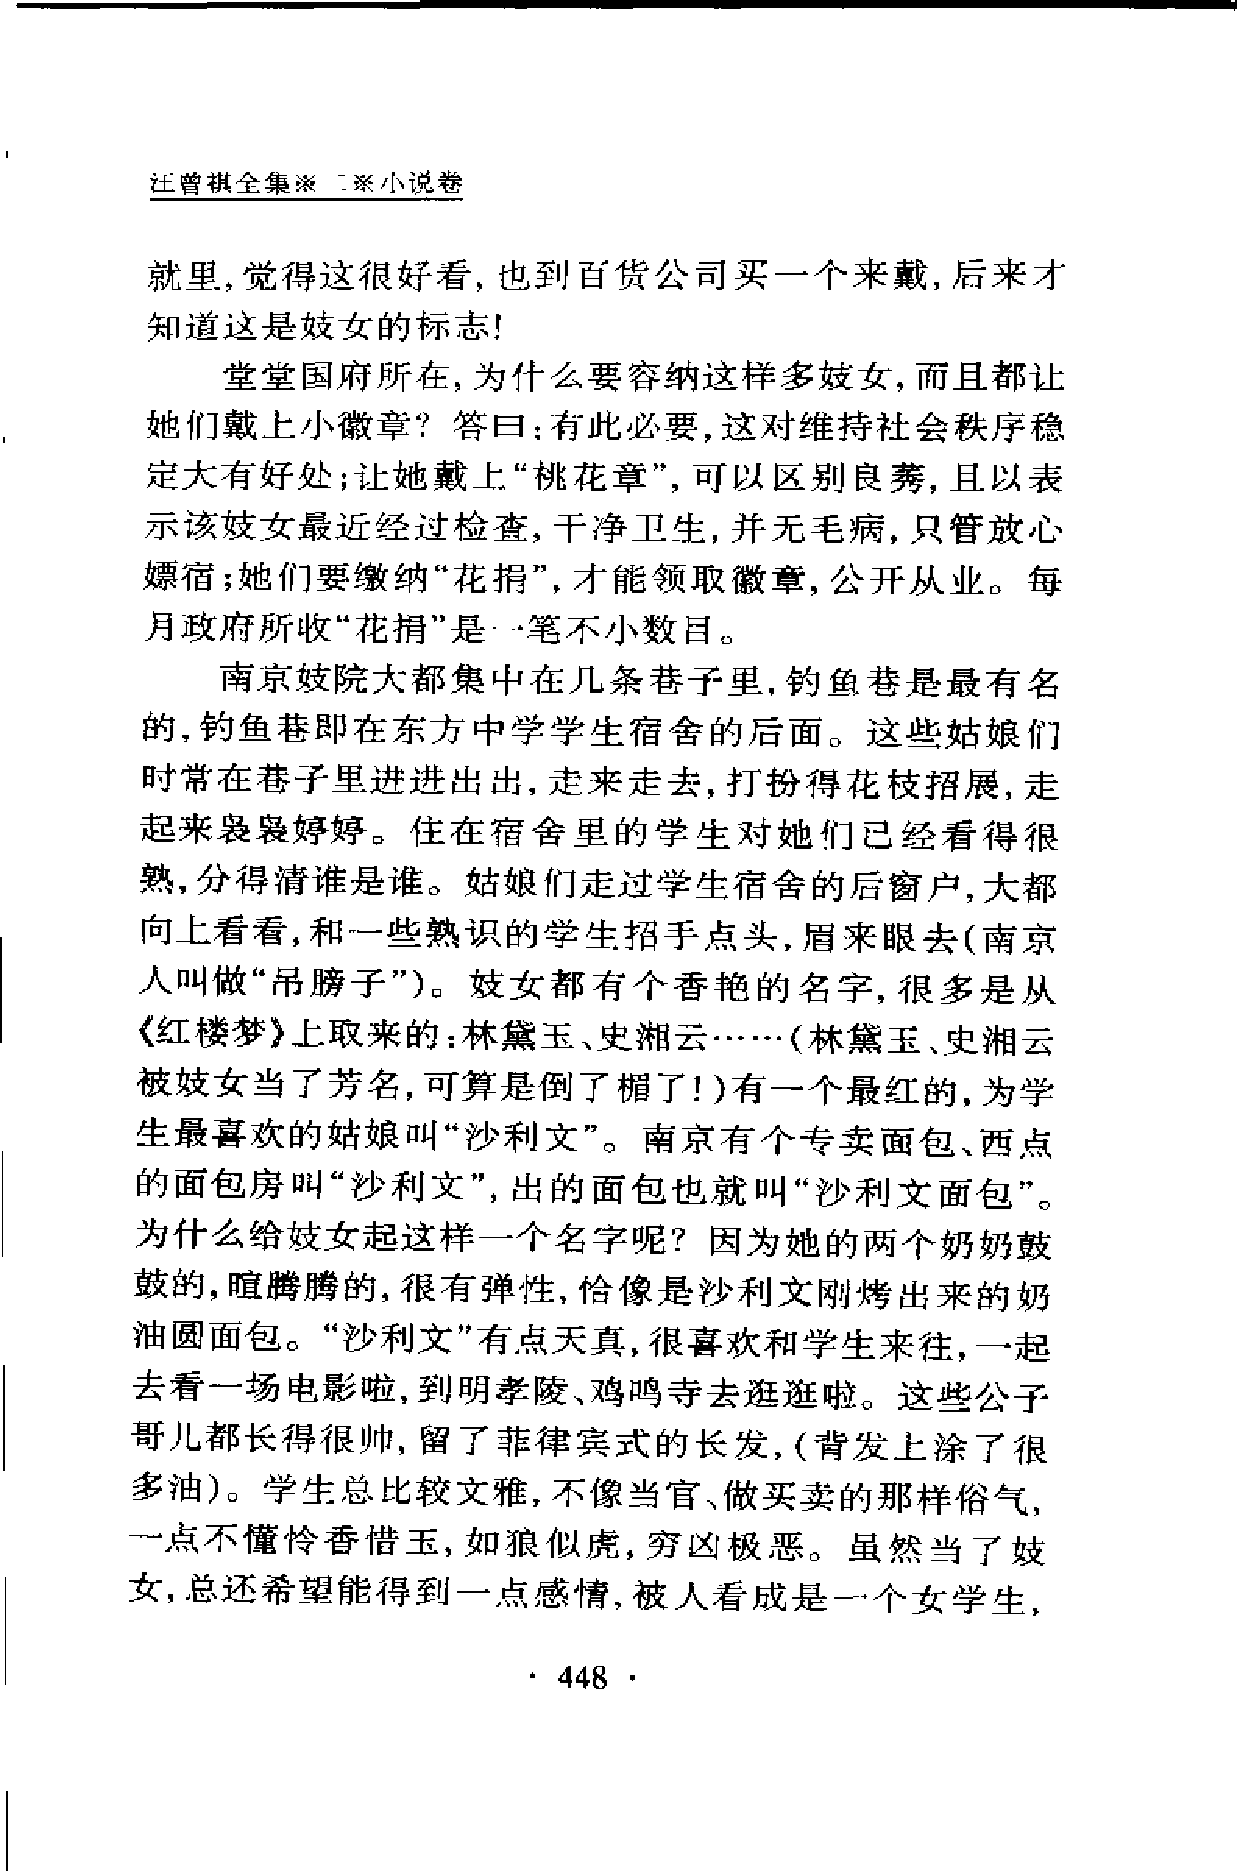 汪曾祺全集※二※小说卷
就里,觉得这很好看,也到百货公司买一个来戴,后来才
知道这是妓女的标志!
堂堂国府所在,为什么要容纳这样多妓女,而且都让
她们戴上小徽章?答曰:有此必要,这对维持社会秩序稳
定大有好处;让她戴上“桃花章”,可以区别良莠,且以表
示该妓女最近经过检查,干净卫生,并无毛病,只管放心
嫖宿;她们要缴纳“花捐”,才能领取徽章,公开从业。每
月政府所收“花捐”是一笔不小数目。
南京妓院大都集中在几条巷子里,钓鱼巷是最有名
的,钓鱼巷即在东方中学学生宿舍的后面。这些姑娘们
时常在巷子里进进出出,走来走去,打扮得花枝招展,走
起来袅袅婷婷。住在宿舍里的学生对她们已经看得很
熟,分得清谁是谁。姑娘们走过学生宿舍的后窗户,大都
向上看看,和一些熟识的学生招手点头,眉来眼去(南京
人叫做“吊膀子”)。妓女都有个香艳的名字,很多是从
《红楼梦》上取来的:林黛玉、史湘云……(林黛玉、史湘云
被妓女当了芳名,可算是倒了楣了!)有一个最红的,为学
生最喜欢的姑娘叫“沙利文”。南京有个专卖面包、西点
的面包房叫“沙利文”,出的面包也就叫“沙利文面包”。
为什么给妓女起这样一个名字呢?因为她的两个奶奶鼓
鼓的,暄腾腾的,很有弹性,恰像是沙利文刚烤出来的奶
油圆面包。“沙利文”有点天真,很喜欢和学生来往,一起
去看一场电影啦,到明孝陵、鸡鸣寺去逛逛啦。这些公子
哥儿都长得很帅,留了菲律宾式的长发,(背发上涂了很
多油)。学生总比较文雅,不像当官、做买卖的那样俗气,
一点不懂怜香惜玉,如狼似虎,穷凶极恶。虽然当了妓
女,总还希望能得到一点感情,被人看成是一个女学生,
· 448 ·